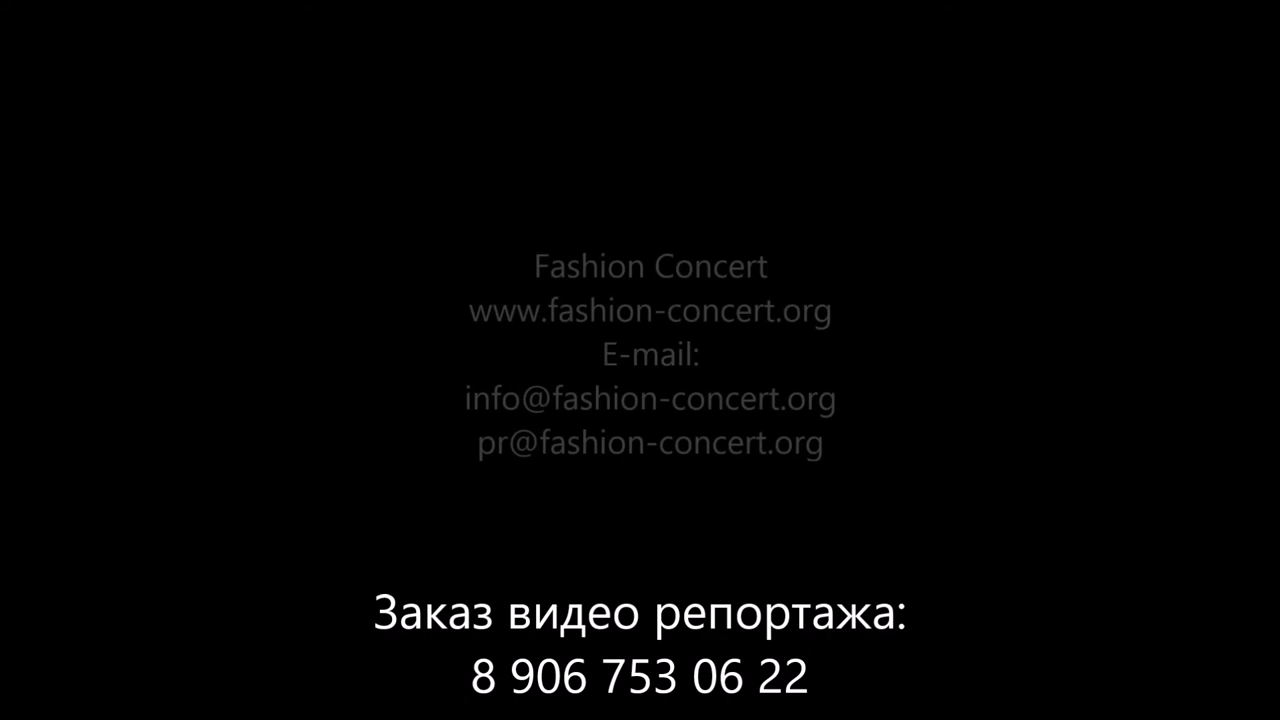 Fashion Concert
www.fashion-concert.org
E-mail:
info@fashion-concert.org
pr@fashion-concert.org
Заказ видео репортажа:
8 906 753 06 22